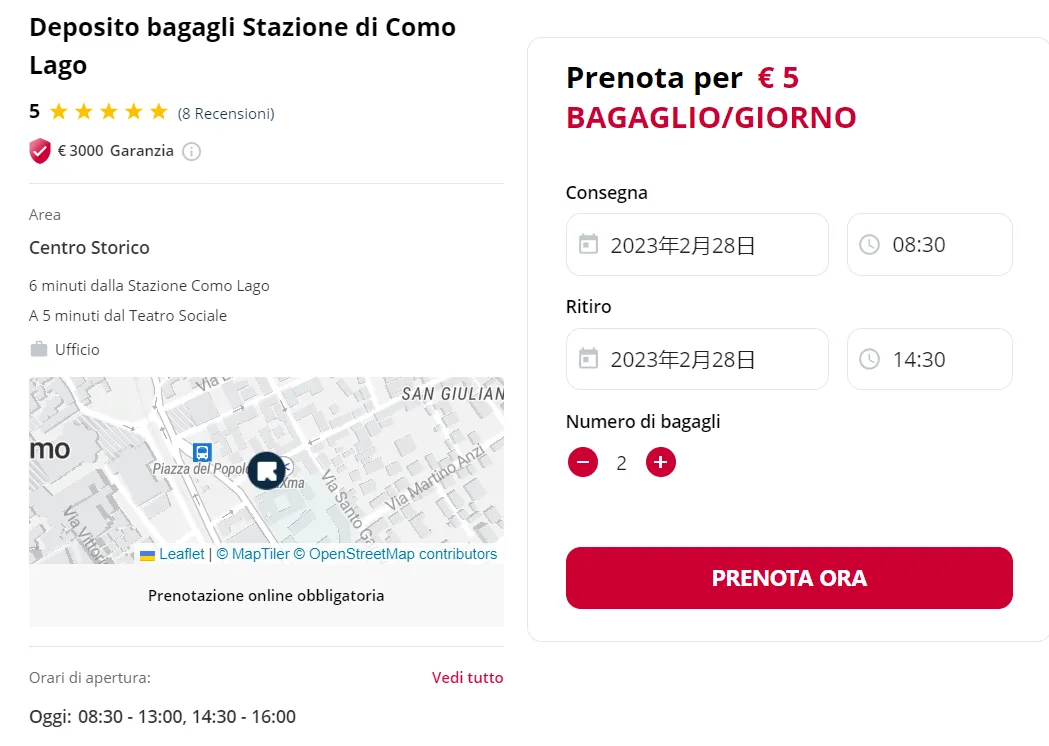 Deposito bagagli Stazione di Como
Lago
5 (8 Recensioni)
€ 3000 Garanzia
Area
Centro Storico
6 minuti dalla Stazione Como Lago
A 5 minuti dal Teatro Sociale
Ufficio
Via
SAN GIULIAN
mo
Piazza del Popolo
Via Martino Anzi
Via Santo Ga
Via Vitto
Leaflet | © MapTiler © OpenStreetMap contributors
Prenotazione online obbligatoria
Orari di apertura: Vedi tutto
Oggi: 08:30 - 13:00, 14:30 - 16:00
Prenota per € 5
BAGAGLIO/GIORNO
Consegna
2023年2月28日 08:30
Ritiro
2023年2月28日 14:30
Numero di bagagli
2
PRENOTA ORA